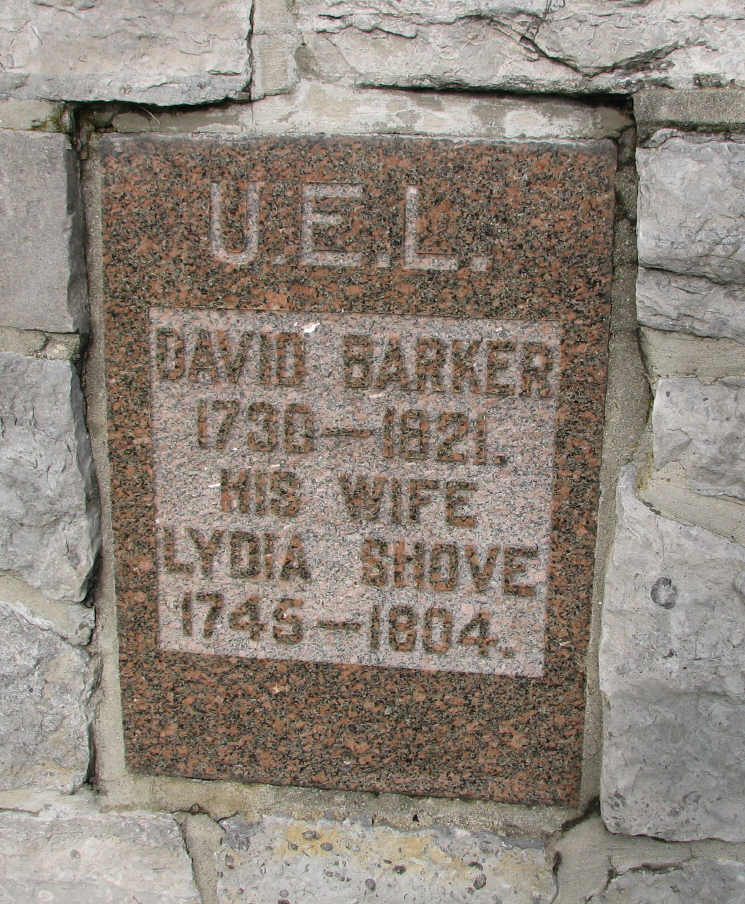 U.E.L.
DAVID BARKER
1730-1821.
HIS WIFE
LYDIA SHOVE
1745-1804.